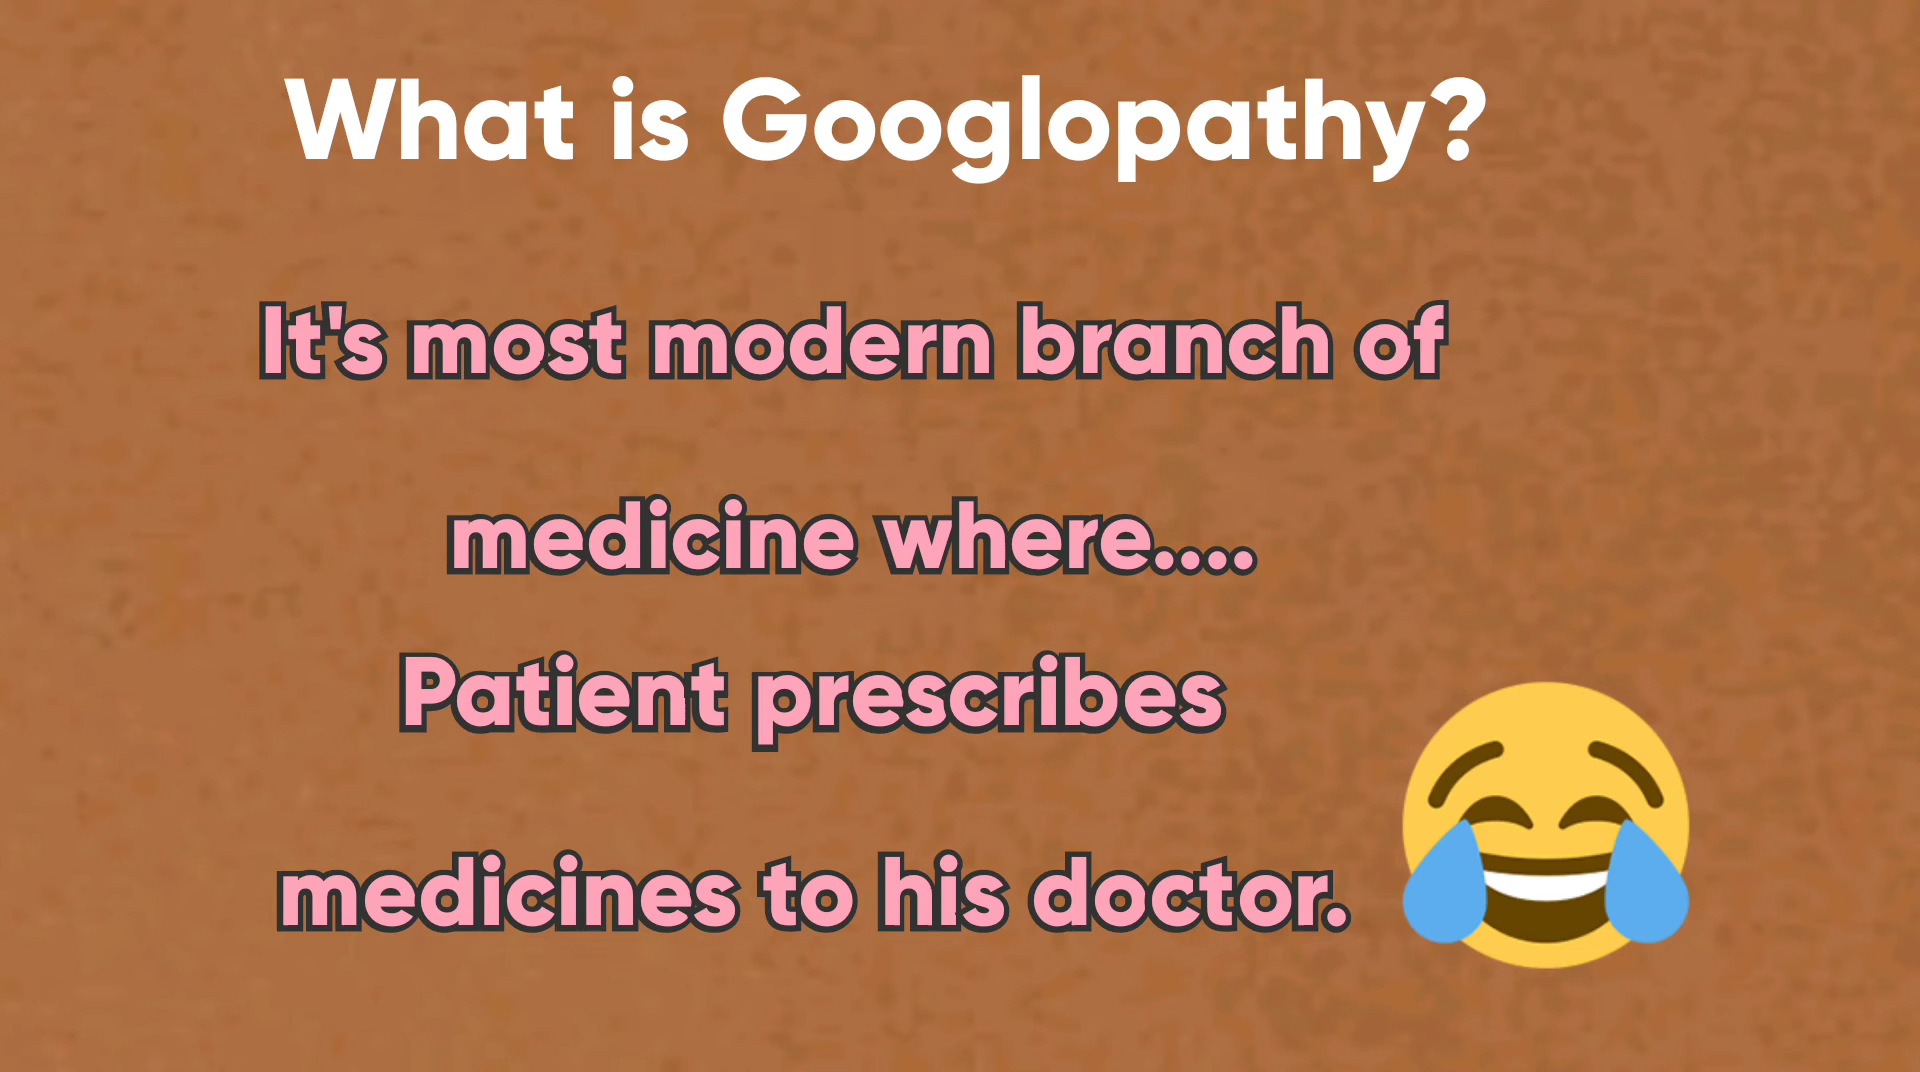 What is Googlopathy?
It's most modern branch of
medicine where....
Patient prescribes
medicines to his doctor.